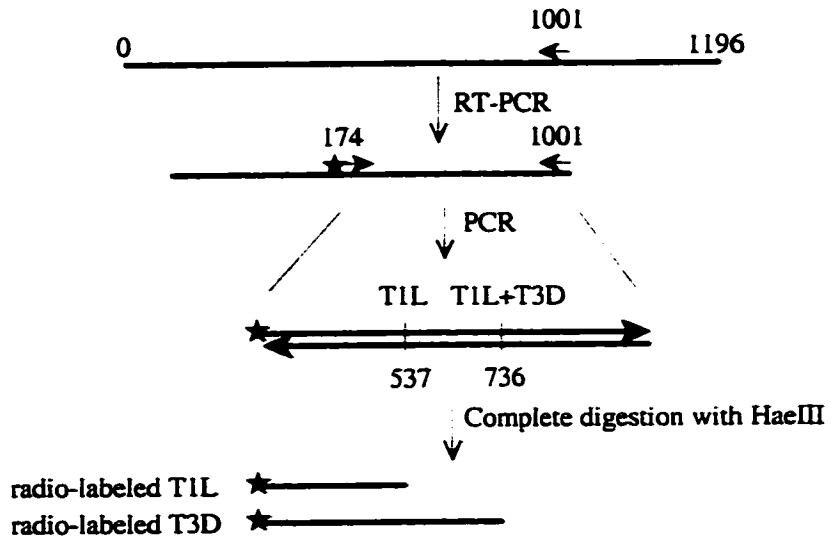 1001
0 1196
RT-PCR
174 1001
PCR
T1L T1L+T3D
537 736
Complete digestion with HaeIII
radio-labeled T1L
radio-labeled T3D